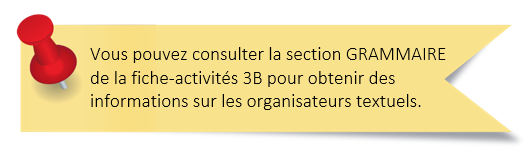 Vous pouvez consulter la section GRAMMAIRE
de la fiche-activités 3B pour obtenir des
informations sur les organisateurs textuels.